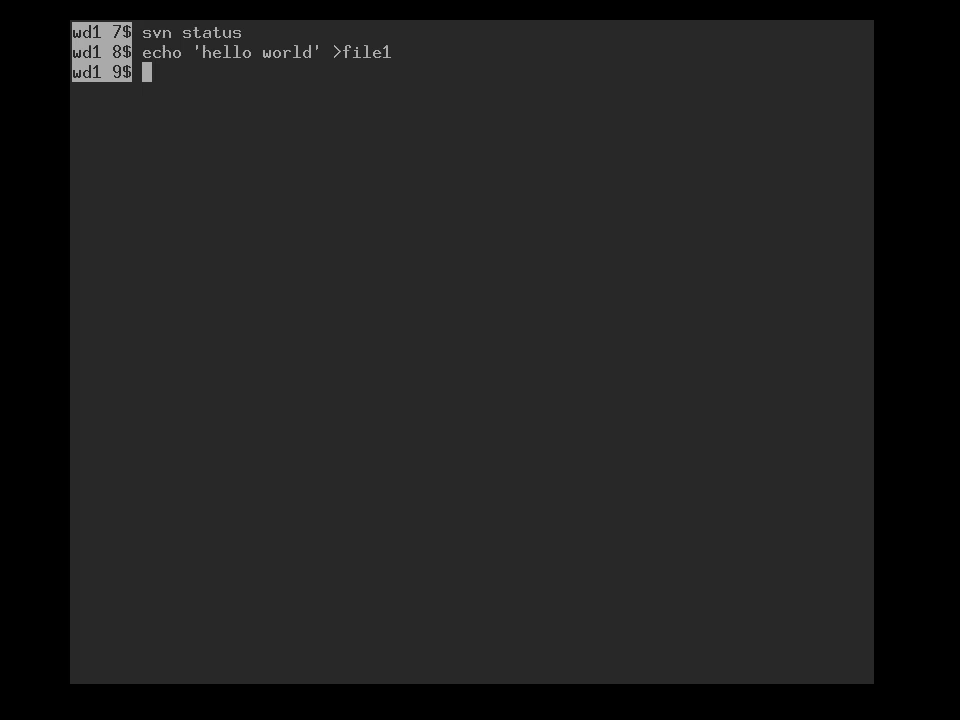 wd1 7$ svn status
wd1 8$ echo 'hello world' >file1
wd1 9$